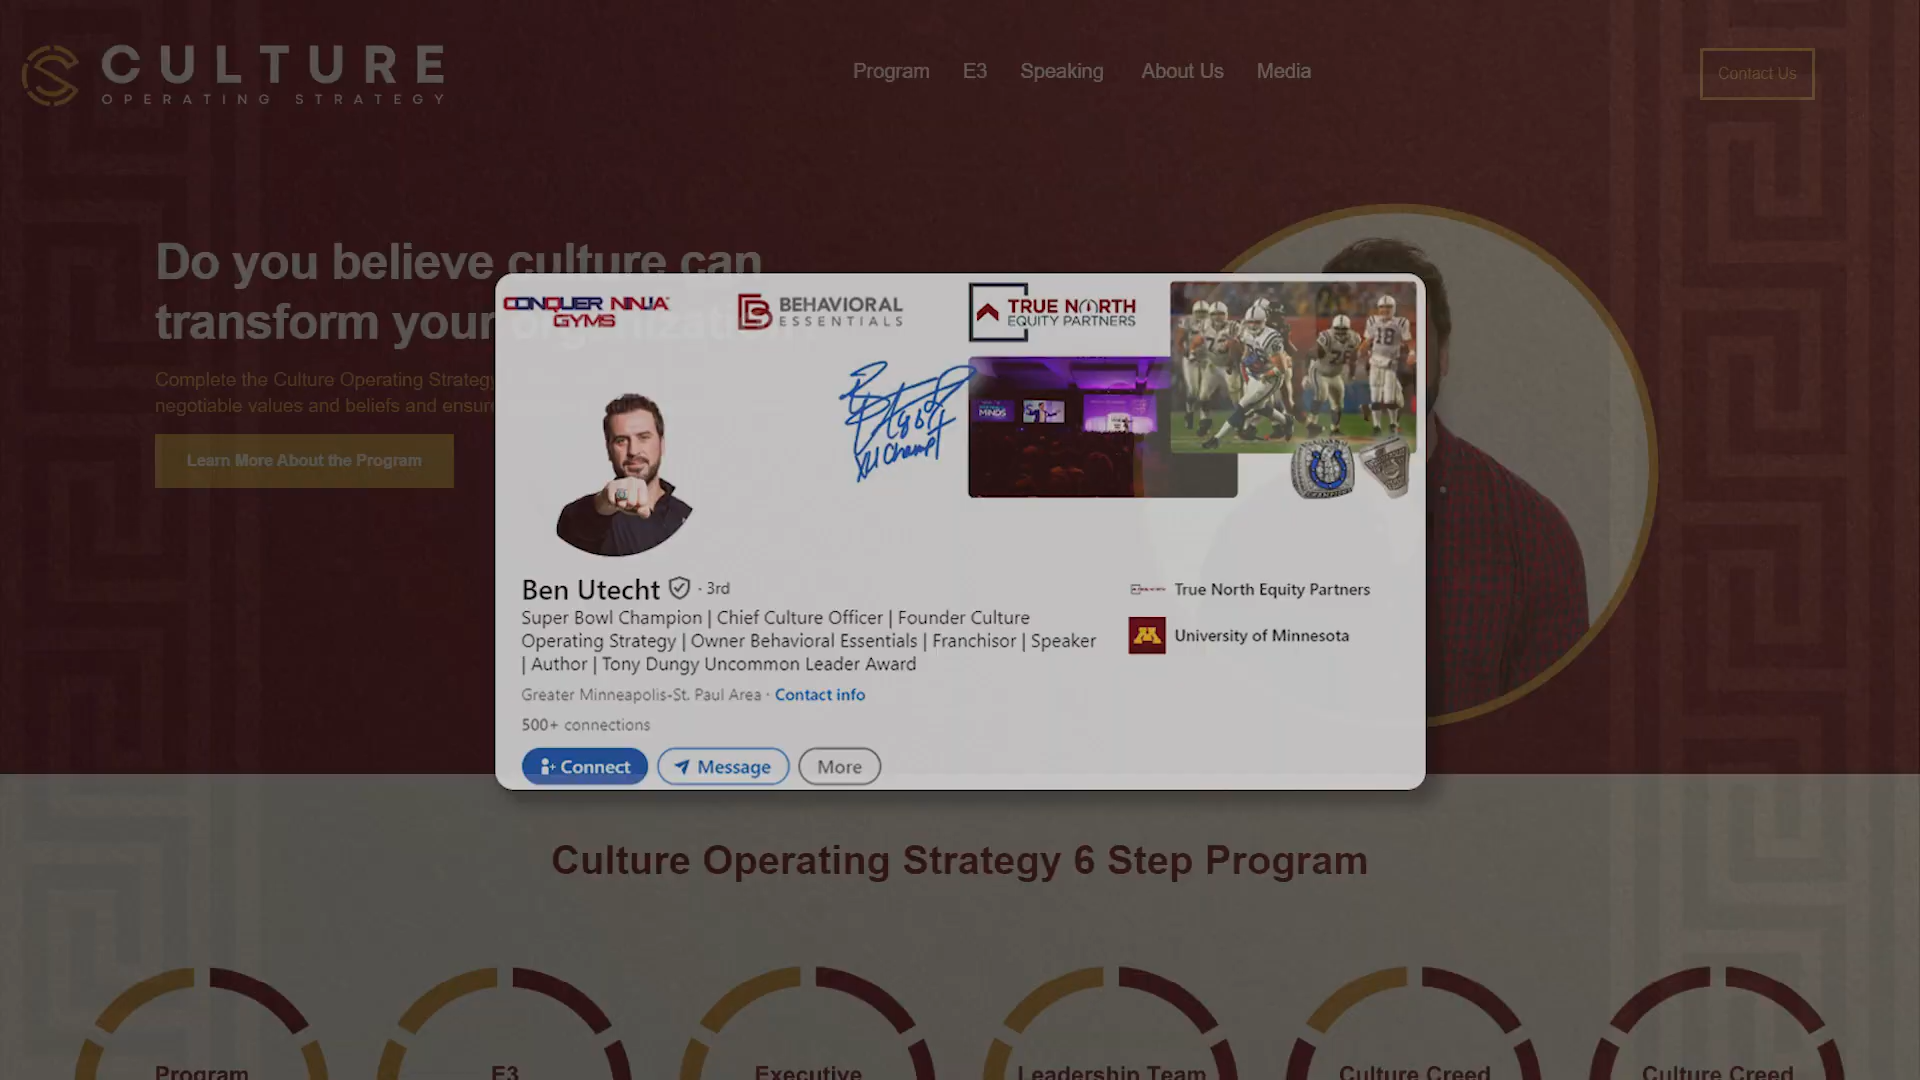 CULTURE
OPERATING STRATEGY
Program
E3
Speaking
About Us
Media
Contact Us
Do you believe culture can
transform your
Complete the Culture Operating Strategy
negotiable values and beliefs and
Learn More About the Program
CONQUER NINJA
GYMS
BEHAVIORAL
ESSENTIALS
TRUE NORTH
EQUITY PARTNERS
MINDS
Ben Utecht · 3rd
Super Bowl Champion | Chief Culture Officer | Founder Culture
Operating Strategy | Owner Behavioral Essentials | Franchisor | Speaker
| Author | Tony Dungy Uncommon Leader Award
Greater Minneapolis-St. Paul Area · Contact info
500+ connections
Connect
Message
More
True North Equity Partners
University of Minnesota
Culture Operating Strategy 6 Step Program
Program
E3
Executive
Leadership Team
Culture Creed
Culture Creed